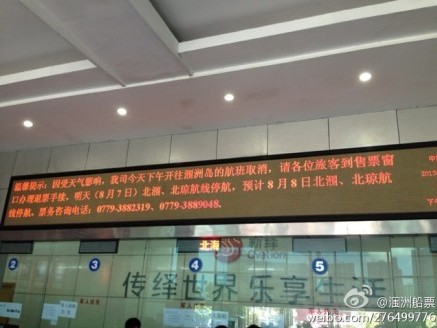 温馨提示：因受天气影响，我司今天下午开往涠洲岛的航班取消，请各位旅客到售票窗
口办理退票手续，明天（8月7日）北涠、北琼航线停航，预计8月8日北涠、北琼航
线停航，票务咨询电话：0779-3882319、0779-3889048．
北海
新绎
2
3
4
5
传绎世界 乐享生活
@涠洲船票
weibo.com/276499776